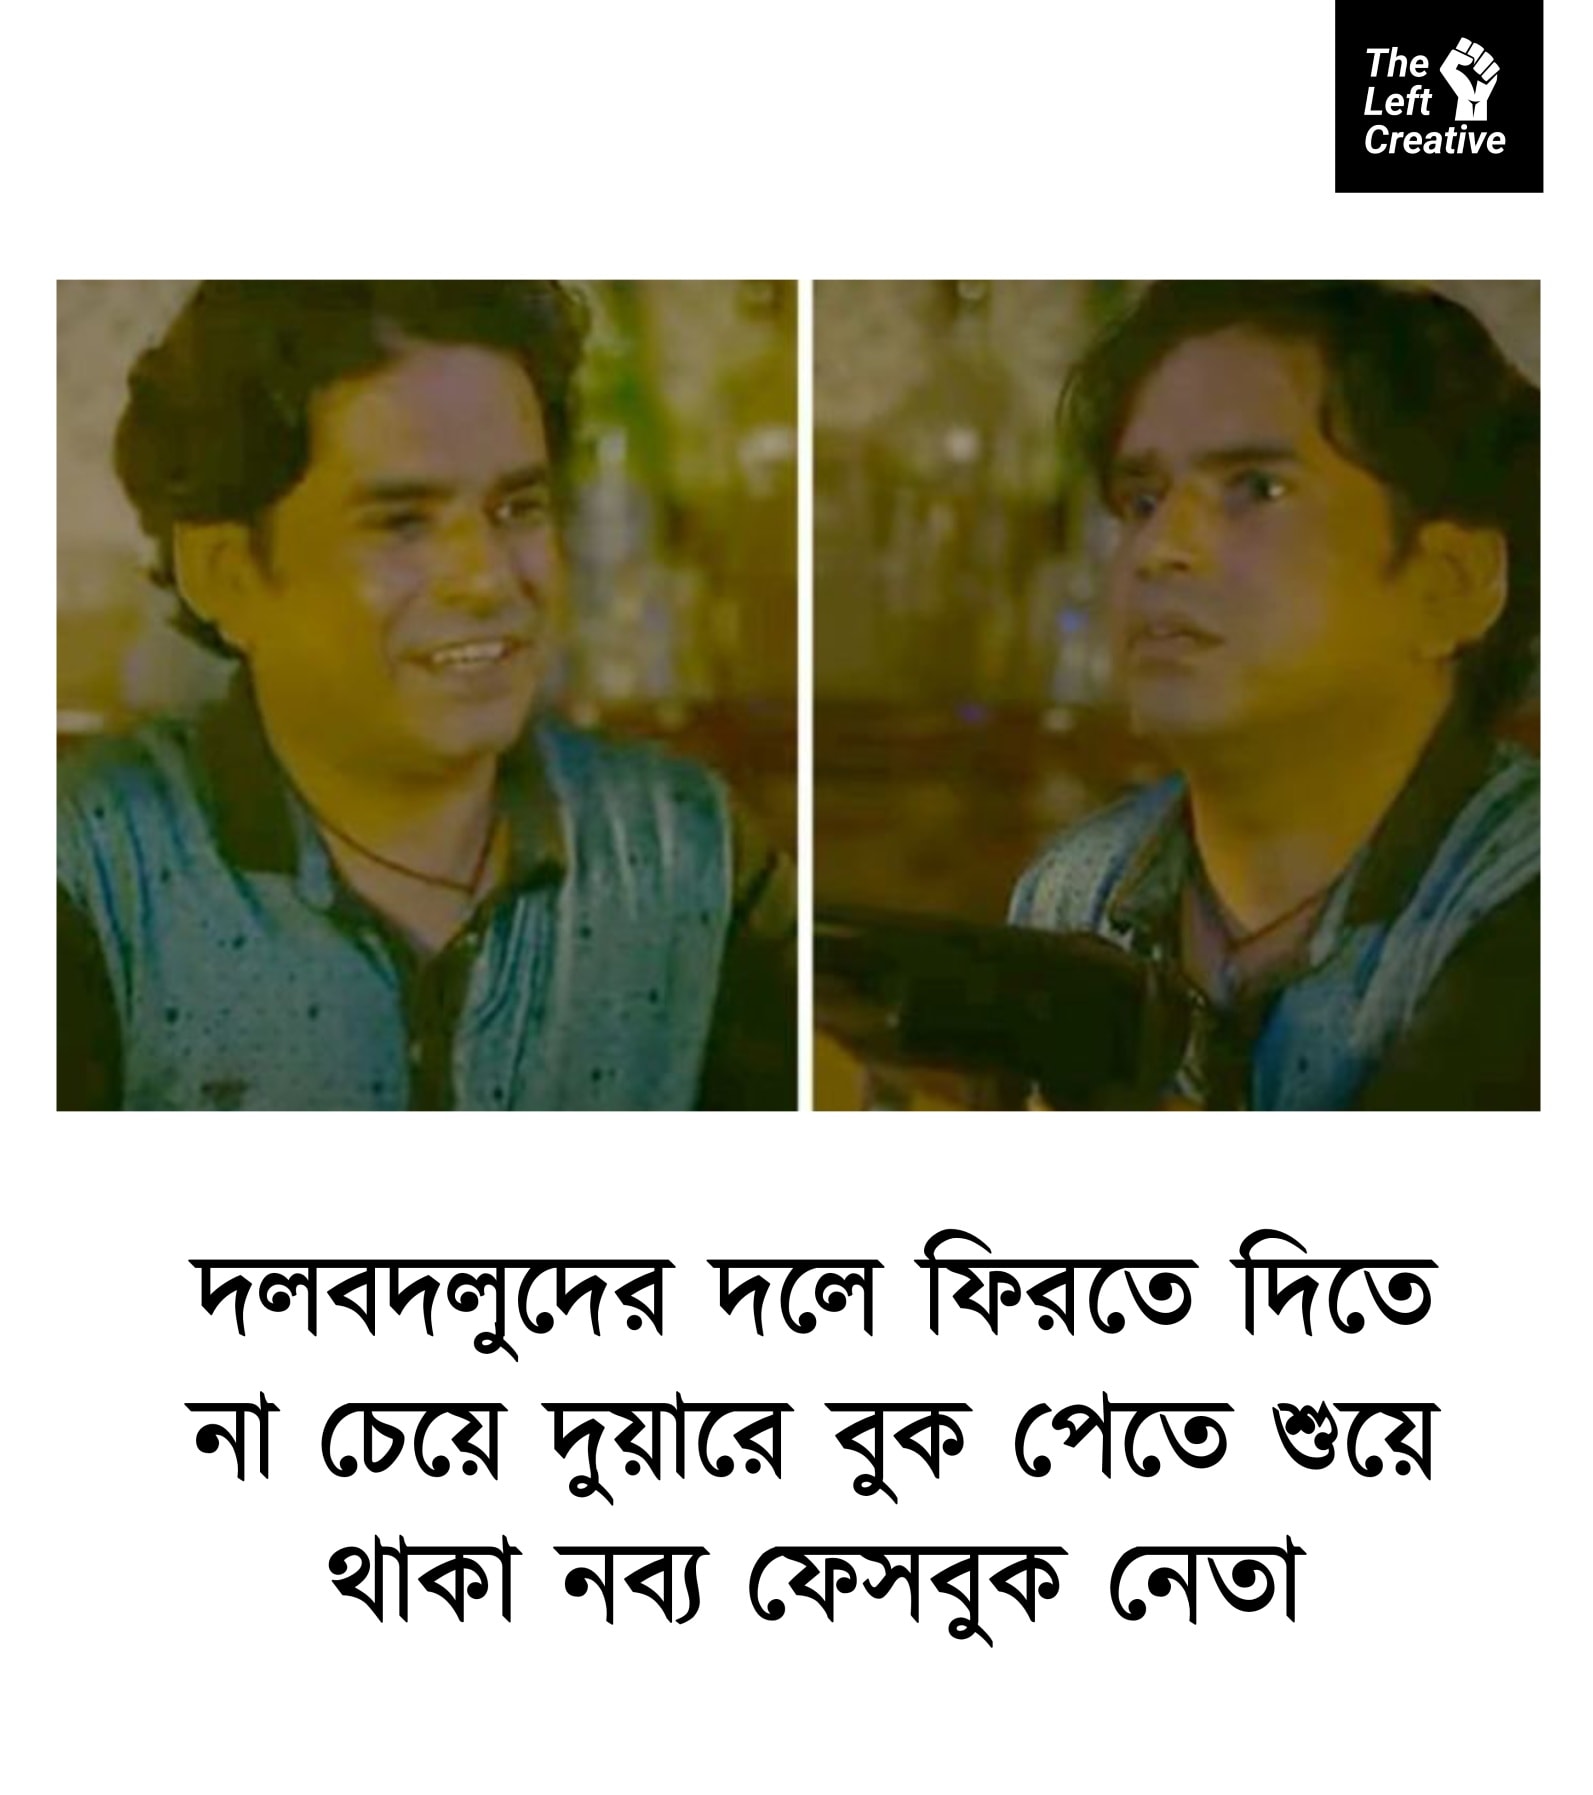 The
Left
Creative
দলবদলুদের দলে ফিরতে দিতে
না চেয়ে দুয়ারে বুক পেতে শুয়ে
থাকা নব্য ফেসবুক নেতা